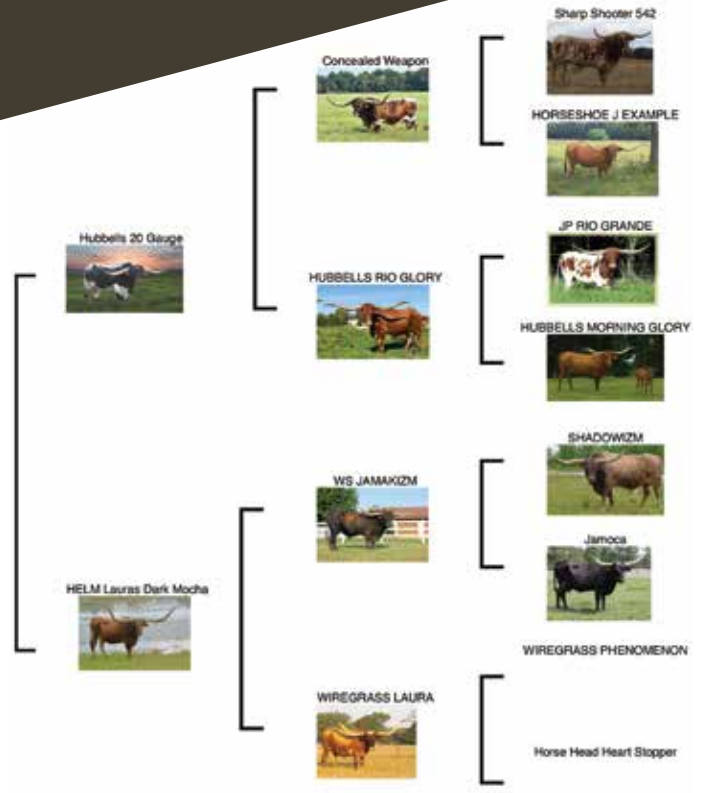 Sharp Shooter 542
Concealed Weapon
HORSESHOE J EXAMPLE
JP RIO GRANDE
Hubbells 20 Gauge
HUBBELLS RIO GLORY
HUBBELLS MORNING GLORY
SHADOWIZM
WS JAMAKIZM
Jamoca
HELM Lauras Dark Mocha
WIREGRASS PHENOMENON
WIREGRASS LAURA
Horse Head Heart Stopper